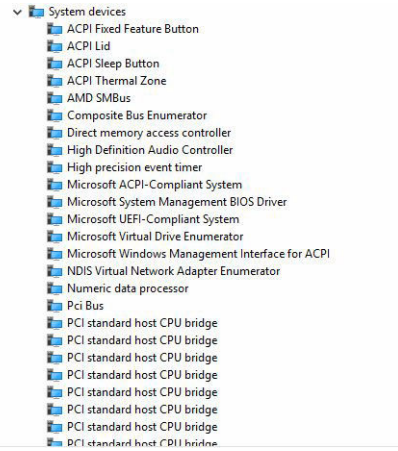 System devices
ACPI Fixed Feature Button
ACPI Lid
ACPI Sleep Button
ACPI Thermal Zone
AMD SMBus
Composite Bus Enumerator
Direct memory access controller
High Definition Audio Controller
High precision event timer
Microsoft ACPI-Compliant System
Microsoft System Management BIOS Driver
Microsoft UEFI-Compliant System
Microsoft Virtual Drive Enumerator
Microsoft Windows Management Interface for ACPI
NDIS Virtual Network Adapter Enumerator
Numeric data processor
Pci Bus
PCI standard host CPU bridge
PCI standard host CPU bridge
PCI standard host CPU bridge
PCI standard host CPU bridge
PCI standard host CPU bridge
PCI standard host CPU bridge
PCI standard host CPU bridge
PCI standard host CPU bridge